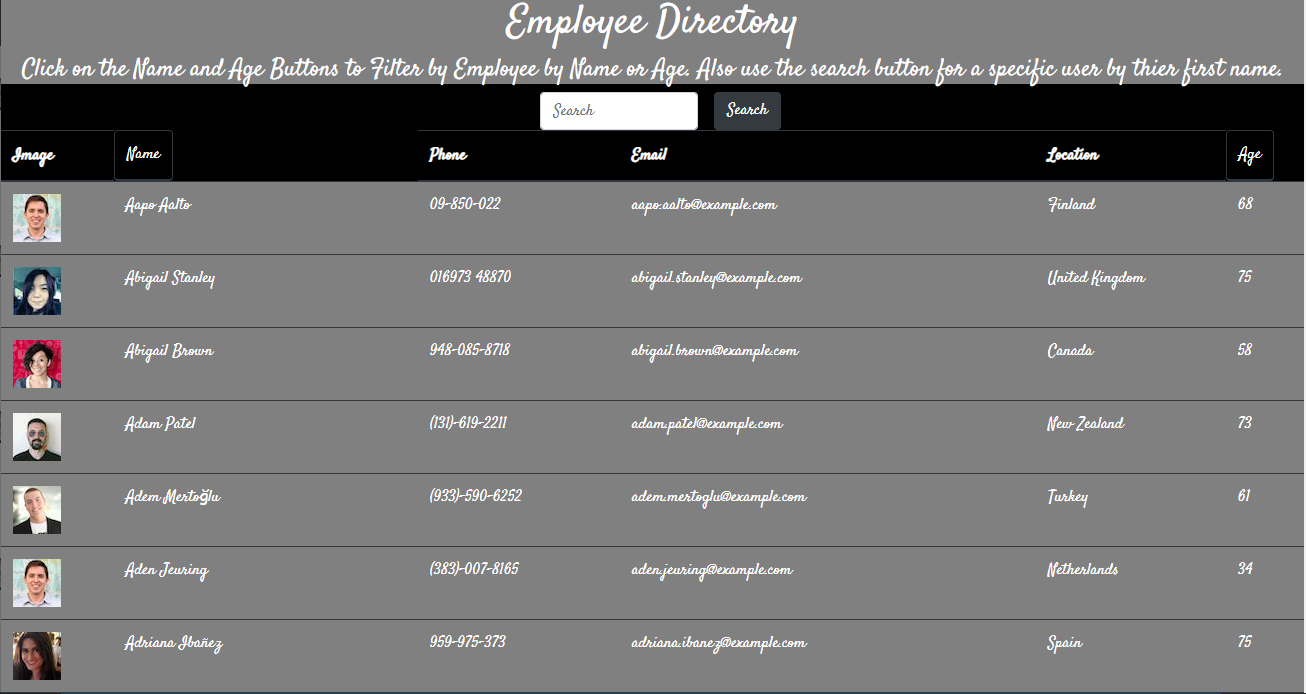 Employee Directory
Click on the Name and Age Buttons to Filter by Employee by Name or Age. Also use the search button for a specific user by thier first name.
Search Search
Image Name Phone Email Location Age
Aapo Aalto 09-850-022 aapo.aalto@example.com Finland 68
Abigail Stanley 016973 48870 abigail.stanley@example.com United Kingdom 75
Abigail Brown 948-085-8718 abigail.brown@example.com Canada 58
Adam Patel (131)-619-2211 adam.patel@example.com New Zealand 73
Adem Mertoğlu (933)-590-6252 adem.mertoglu@example.com Turkey 61
Aden Jeuring (383)-007-8165 aden.jeuring@example.com Netherlands 34
Adriana Ibañez 959-975-373 adriana.ibanez@example.com Spain 75